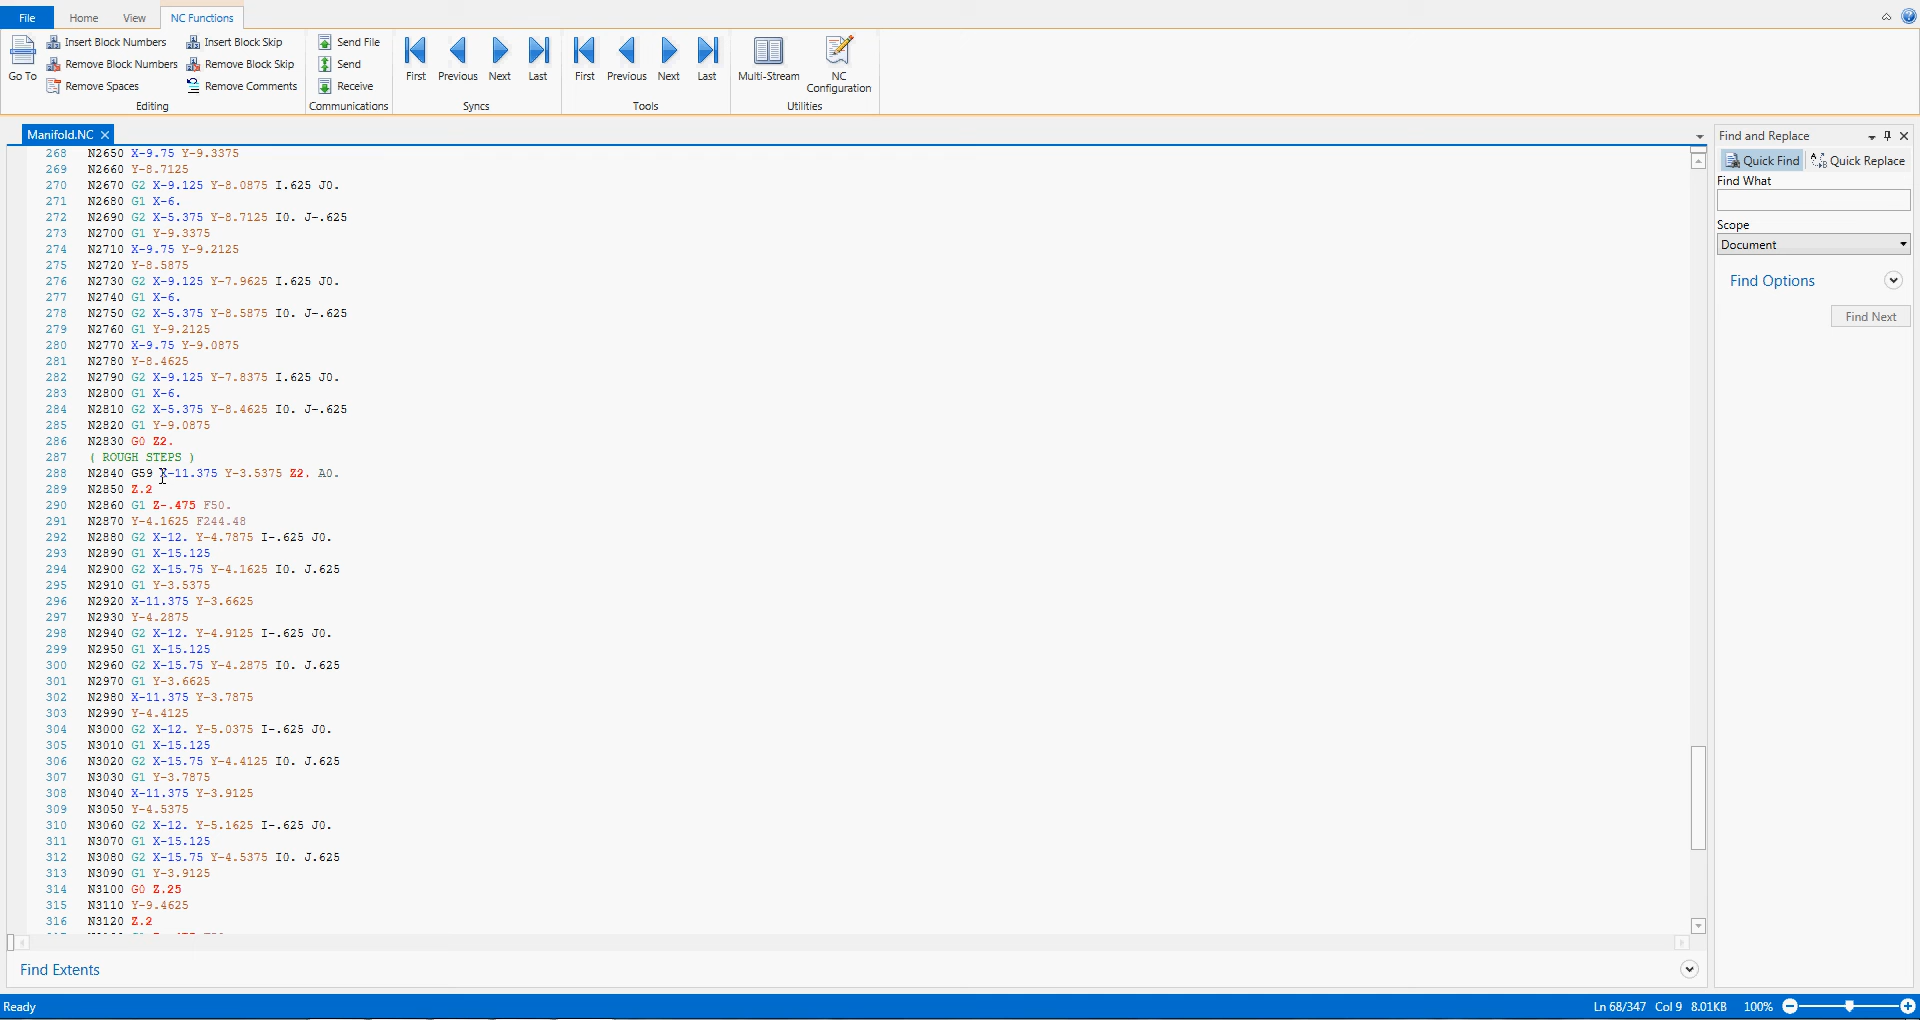 File Home View NC Functions
Go To
Insert Block Numbers
Remove Block Numbers
Remove Spaces
Insert Block Skip
Remove Block Skip
Remove Comments
Editing
Send File
Send
Receive
Communications
First Previous Next Last
Syncs
First Previous Next Last
Tools
Multi-Stream
NC Configuration
Utilities
Manifold.NC
268 N2650 X-9.75 Y-9.3375
269 N2660 Y-8.7125
270 N2670 G2 X-9.125 Y-8.0875 I.625 J0.
271 N2680 G1 X-6.
272 N2690 G2 X-5.375 Y-8.7125 I0. J-.625
273 N2700 G1 Y-9.3375
274 N2710 X-9.75 Y-9.2125
275 N2720 Y-8.5875
276 N2730 G2 X-9.125 Y-7.9625 I.625 J0.
277 N2740 G1 X-6.
278 N2750 G2 X-5.375 Y-8.5875 I0. J-.625
279 N2760 G1 Y-9.2125
280 N2770 X-9.75 Y-9.0875
281 N2780 Y-8.4625
282 N2790 G2 X-9.125 Y-7.8375 I.625 J0.
283 N2800 G1 X-6.
284 N2810 G2 X-5.375 Y-8.4625 I0. J-.625
285 N2820 G1 Y-9.0875
286 N2830 G0 Z2.
287 ( ROUGH STEPS )
288 N2840 G59 X-11.375 Y-3.5375 Z2. A0.
289 N2850 Z.2
290 N2860 G1 Z-.475 F50.
291 N2870 Y-4.1625 F244.48
292 N2880 G2 X-12. Y-4.7875 I-.625 J0.
293 N2890 G1 X-15.125
294 N2900 G2 X-15.75 Y-4.1625 I0. J.625
295 N2910 G1 Y-3.5375
296 N2920 X-11.375 Y-3.6625
297 N2930 Y-4.2875
298 N2940 G2 X-12. Y-4.9125 I-.625 J0.
299 N2950 G1 X-15.125
300 N2960 G2 X-15.75 Y-4.2875 I0. J.625
301 N2970 G1 Y-3.6625
302 N2980 X-11.375 Y-3.7875
303 N2990 Y-4.4125
304 N3000 G2 X-12. Y-5.0375 I-.625 J0.
305 N3010 G1 X-15.125
306 N3020 G2 X-15.75 Y-4.4125 I0. J.625
307 N3030 G1 Y-3.7875
308 N3040 X-11.375 Y-3.9125
309 N3050 Y-4.5375
310 N3060 G2 X-12. Y-5.1625 I-.625 J0.
311 N3070 G1 X-15.125
312 N3080 G2 X-15.75 Y-4.5375 I0. J.625
313 N3090 G1 Y-3.9125
314 N3100 G0 Z.25
315 N3110 Y-9.4625
316 N3120 Z.2
Find and Replace
Quick Find Quick Replace
Find What
Scope
Document
Find Options
Find Next
Find Extents
Ready
Ln 68/347 Col 9 8.01KB 100%